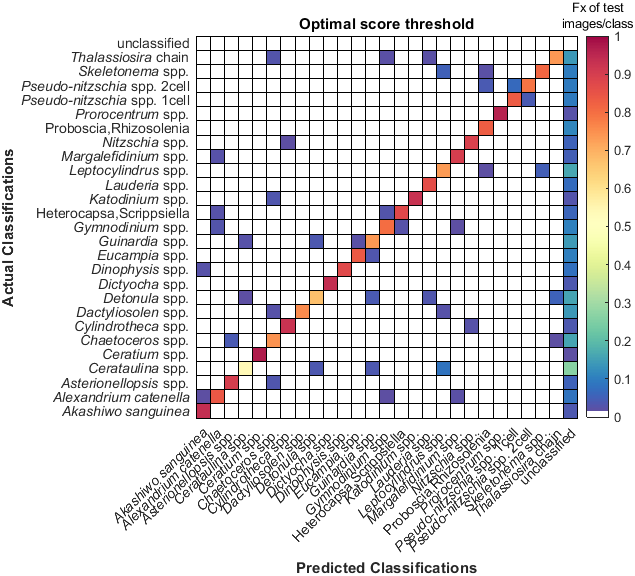 Optimal score threshold
Fx of test
images/class
unclassified
Thalassiosira chain
Skeletonema spp.
Pseudo-nitzschia spp. 2cell
Pseudo-nitzschia spp. 1cell
Prorocentrum spp.
Proboscia,Rhizosolenia
Nitzschia spp.
Margalefidinium spp.
Leptocylindrus spp.
Lauderia spp.
Katodinium spp.
Heterocapsa,Scrippsiella
Gymnodinium spp.
Guinardia spp.
Eucampia spp.
Dinophysis spp.
Dictyocha spp.
Detonula spp.
Dactyliosolen spp.
Cylindrotheca spp.
Chaetoceros spp.
Ceratium spp.
Cerataulina spp.
Asterionellopsis spp.
Alexandrium catenella
Akashiwo sanguinea
Actual Classifications
1
0.9
0.8
0.7
0.6
0.5
0.4
0.3
0.2
0.1
0
Akashiwo sanguinea
Alexandrium catenella
Asterionellopsis spp
Cerataulina spp
Ceratium spp
Chaetoceros spp
Cylindrotheca spp
Dactyliosolen spp
Detonula spp
Dictyocha spp
Dinophysis spp
Eucampia spp
Guinardia spp
Gymnodinium spp
Heterocapsa Scrippsiella
Katodinium spp
Lauderia spp
Leptocylindrus spp
Margalefidinium spp
Nitzschia spp
Proboscia, Rhizosolenia
Prorocentrum spp
Pseudo-nitzschia spp. 1cell
Pseudo-nitzschia spp. 2cell
Skeletonema spp
Thalassiosira chain
unclassified
Predicted Classifications